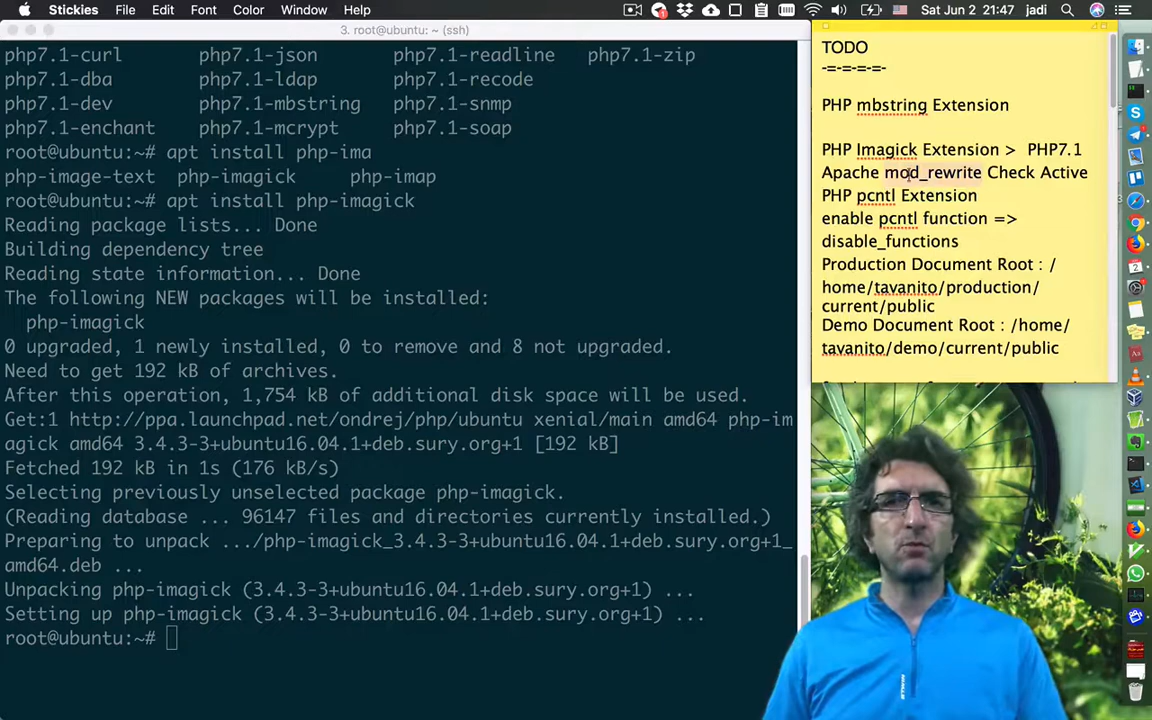 Stickies File Edit Font Color Window Help Sat Jun 2 21:47 jadi
3. root@ubuntu: ~ (ssh)
php7.1-curl php7.1-json php7.1-readline php7.1-zip
php7.1-dba php7.1-ldap php7.1-recode
php7.1-dev php7.1-mbstring php7.1-snmp
php7.1-enchant php7.1-mcrypt php7.1-soap
root@ubuntu:~# apt install php-ima
php-image-text php-imagick php-imap
root@ubuntu:~# apt install php-imagick
Reading package lists... Done
Building dependency tree
Reading state information... Done
The following NEW packages will be installed:
php-imagick
0 upgraded, 1 newly installed, 0 to remove and 8 not upgraded.
Need to get 192 kB of archives.
After this operation, 1,754 kB of additional disk space will be used.
Get:1 http://ppa.launchpad.net/ondrej/php/ubuntu xenial/main amd64 php-im
agick amd64 3.4.3-3+ubuntu16.04.1+deb.sury.org+1 [192 kB]
Fetched 192 kB in 1s (176 kB/s)
Selecting previously unselected package php-imagick.
(Reading database ... 96147 files and directories currently installed.)
Preparing to unpack .../php-imagick_3.4.3-3+ubuntu16.04.1+deb.sury.org+1_
amd64.deb ...
Unpacking php-imagick (3.4.3-3+ubuntu16.04.1+deb.sury.org+1) ...
Setting up php-imagick (3.4.3-3+ubuntu16.04.1+deb.sury.org+1) ...
root@ubuntu:~#
TODO
-=-=-=-=-
PHP mbstring Extension
PHP Imagick Extension > PHP7.1
Apache mod_rewrite Check Active
PHP pcntl Extension
enable pcntl function =>
disable_functions
Production Document Root : /
home/tavanito/production/
current/public
Demo Document Root : /home/
tavanito/demo/current/public